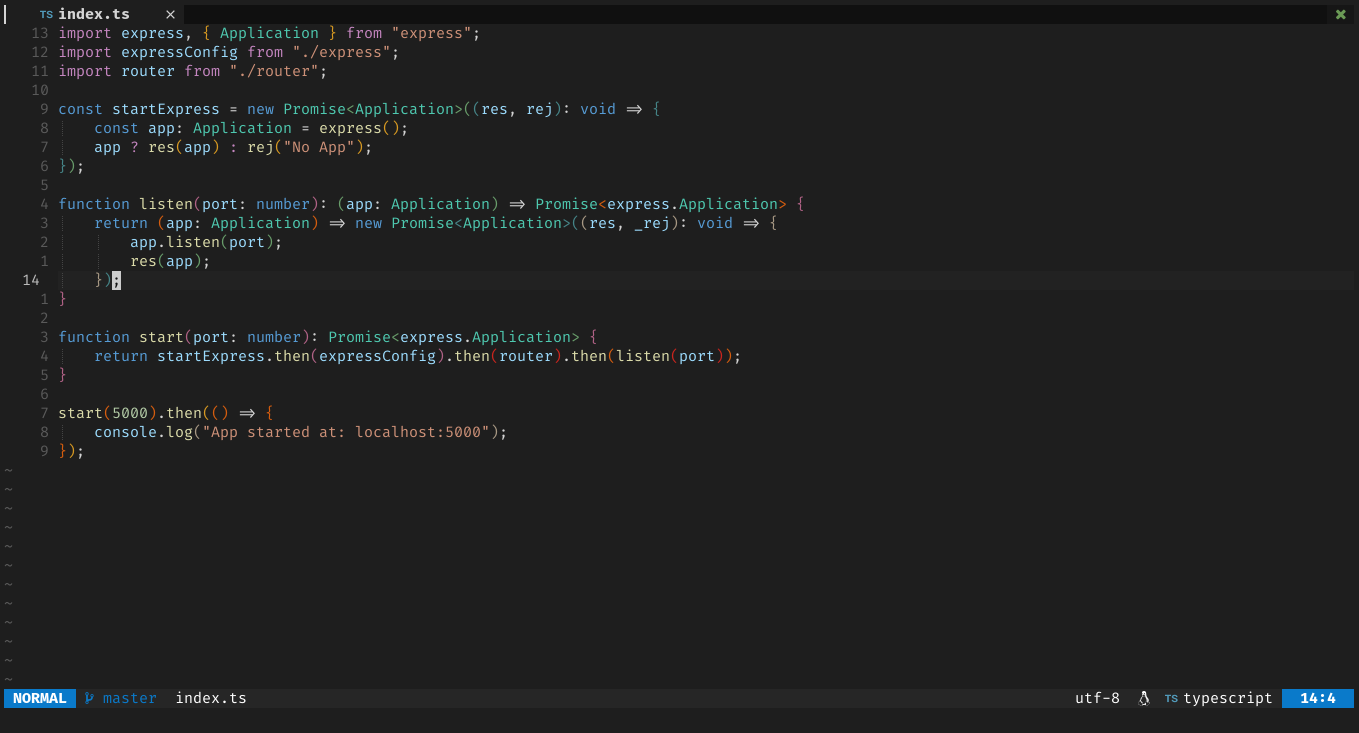 TS index.ts ×
13 import express, { Application } from "express";
12 import expressConfig from "./express";
11 import router from "./router";
10
9 const startExpress = new Promise<Application>((res, rej): void => {
8     const app: Application = express();
7     app ? res(app) : rej("No App");
6 });
5
4 function listen(port: number): (app: Application) => Promise<express.Application> {
3     return (app: Application) => new Promise<Application>((res, _rej): void => {
2         app.listen(port);
1         res(app);
14     });
1 }
2
3 function start(port: number): Promise<express.Application> {
4     return startExpress.then(expressConfig).then(router).then(listen(port));
5 }
6
7 start(5000).then(() => {
8     console.log("App started at: localhost:5000");
9 });
~
~
~
~
~
~
~
~
~
~
~
~
NORMAL master index.ts utf-8 TS typescript 14:4